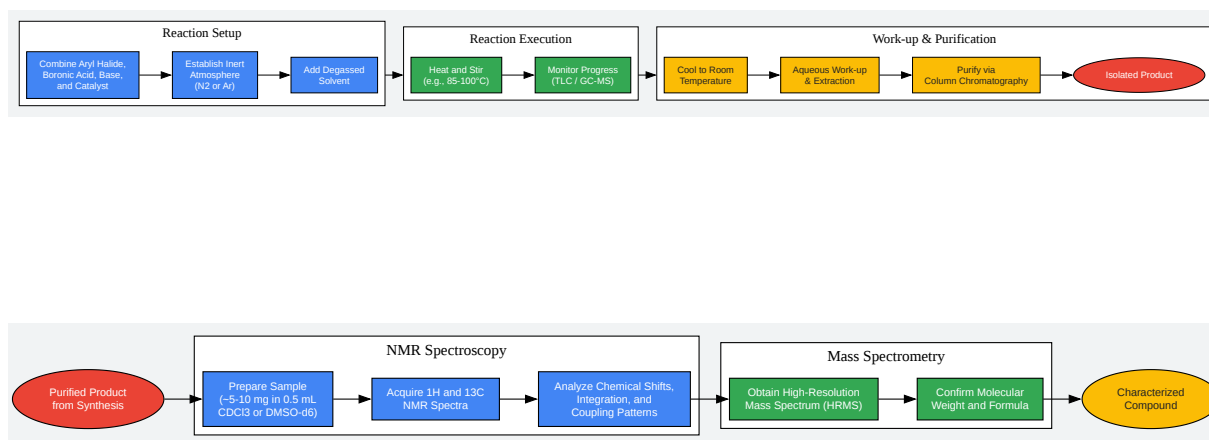 Reaction Setup
Combine Aryl Halide,
Boronic Acid, Base,
and Catalyst
Establish Inert
Atmosphere
(N2 or Ar)
Add Degassed
Solvent
Reaction Execution
Heat and Stir
(e.g., 85-100°C)
Monitor Progress
(TLC / GC-MS)
Work-up & Purification
Cool to Room
Temperature
Aqueous Work-up
& Extraction
Purify via
Column Chromatography
Isolated Product
Purified Product
from Synthesis
NMR Spectroscopy
Prepare Sample
(~5-10 mg in 0.5 mL
CDCl3 or DMSO-d6)
Acquire 1H and 13C
NMR Spectra
Analyze Chemical Shifts,
Integration, and
Coupling Patterns
Mass Spectrometry
Obtain High-Resolution
Mass Spectrum (HRMS)
Confirm Molecular
Weight and Formula
Characterized
Compound